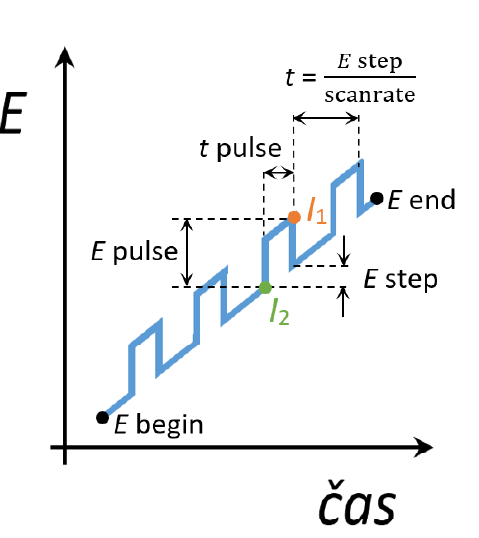 t = E step
scanrate
E
t pulse
I1
E end
E pulse
E step
I2
E begin
čas